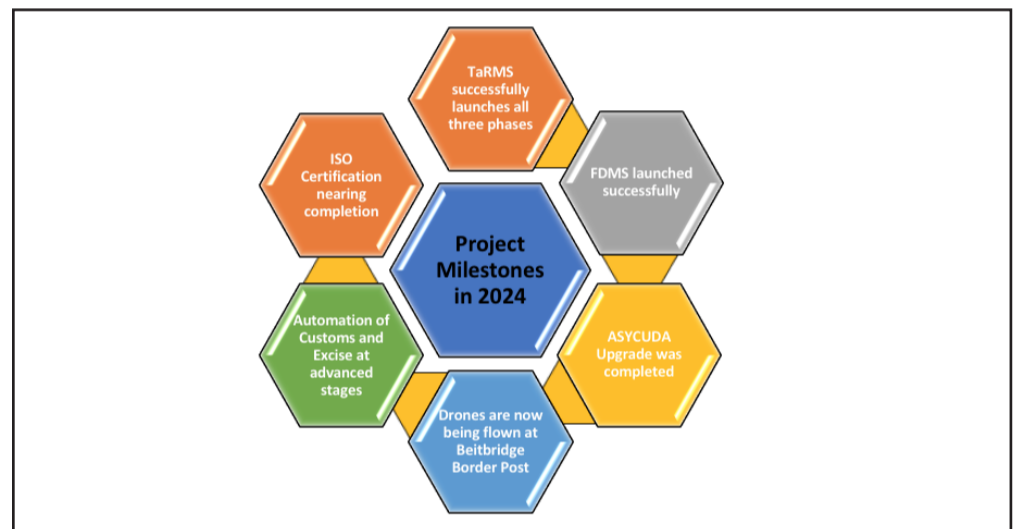 TaRMS
successfully
launches all
three phases
FDMS launched
successfully
ASYCUDA
Upgrade was
completed
Drones are now
being flown at
Beitbridge
Border Post
Automation of
Customs and
Excise at
advanced
stages
ISO
Certification
nearing
completion
Project
Milestones
in 2024